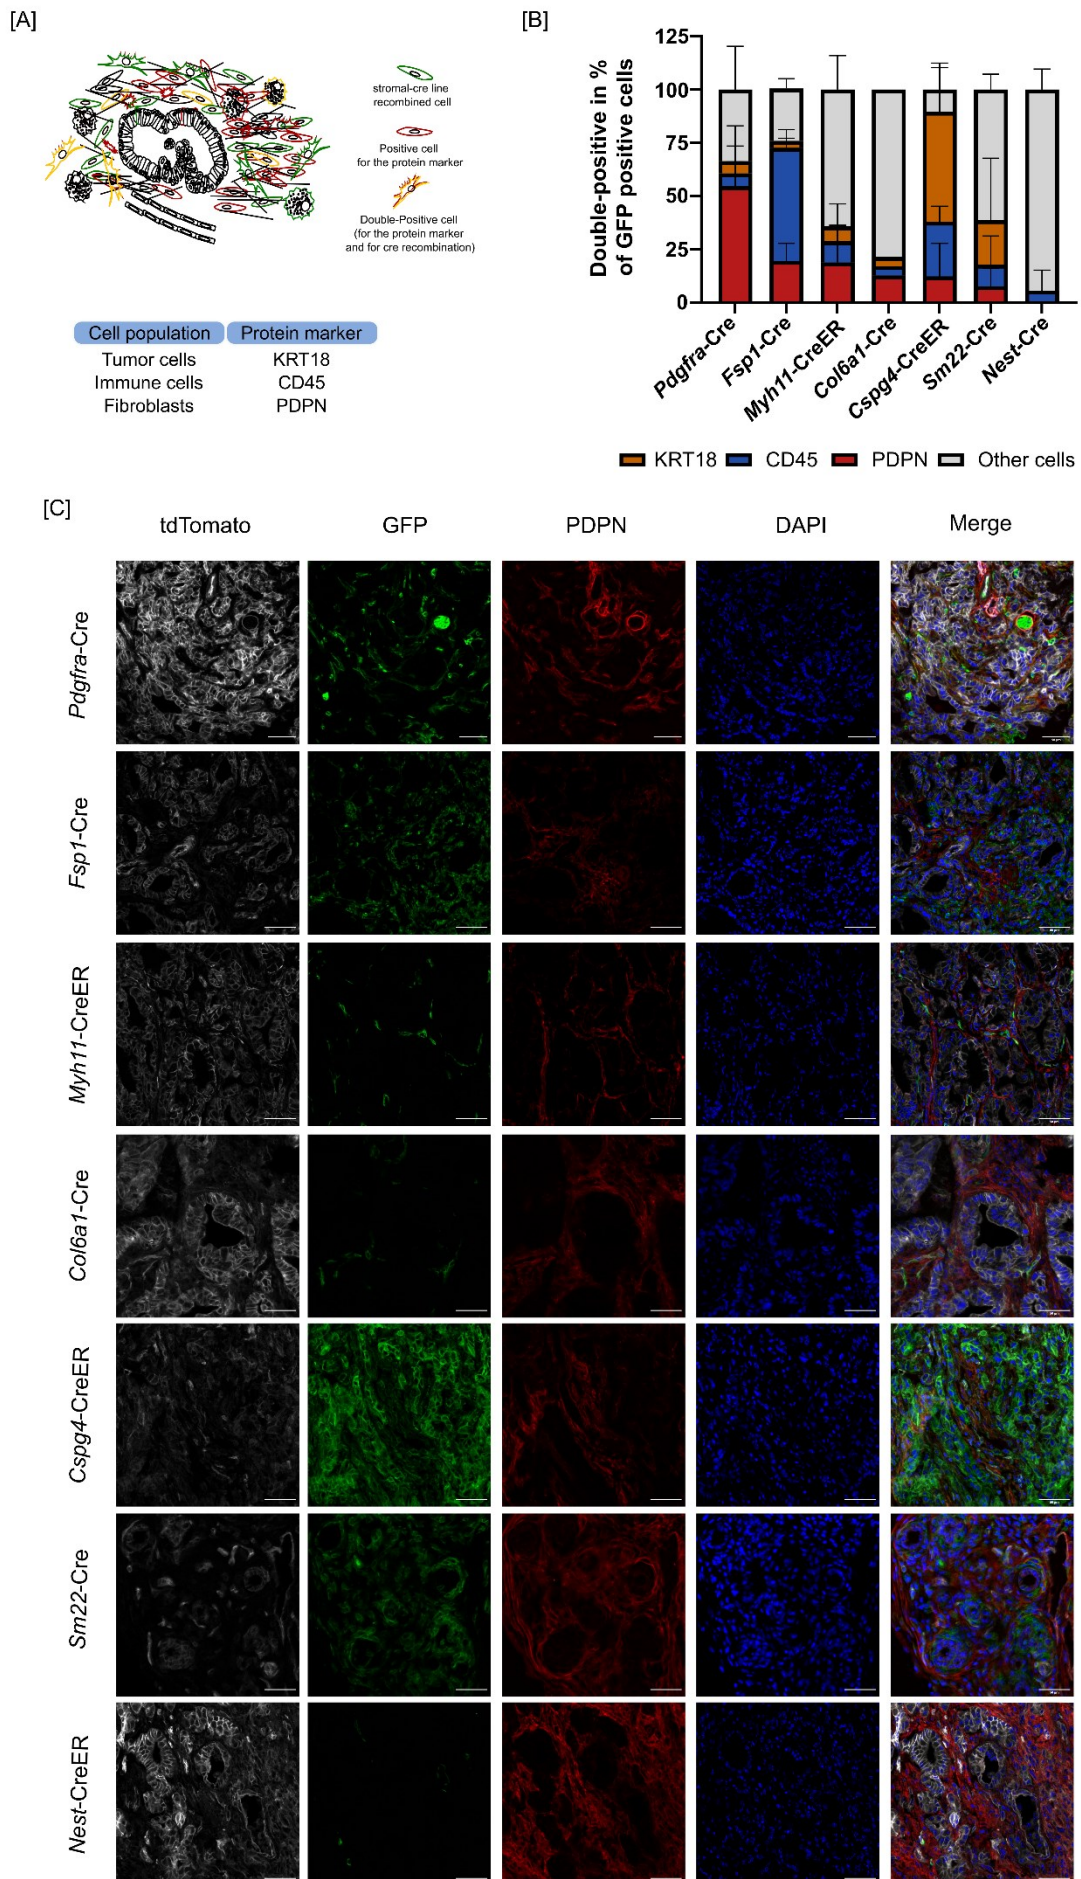 [A]
stromal-cre line
recombined cell
Positive cell
for the protein marker
Double-Positive cell
(for the protein marker
and for cre recombination)
Cell population Protein marker
Tumor cells KRT18
Immune cells CD45
Fibroblasts PDPN
[B]
Double-positive in %
of GFP positive cells
125
100
75
50
25
0
Pdgfra-Cre
Fsp1-Cre
Myh11-CreER
Col6a1-Cre
Cspg4-CreER
Sm22-Cre
Nest-Cre
KRT18 CD45 PDPN Other cells
[C]
tdTomato GFP PDPN DAPI Merge
Pdgfra-Cre
Fsp1-Cre
Myh11-CreER
Col6a1-Cre
Cspg4-CreER
Sm22-Cre
Nest-CreER